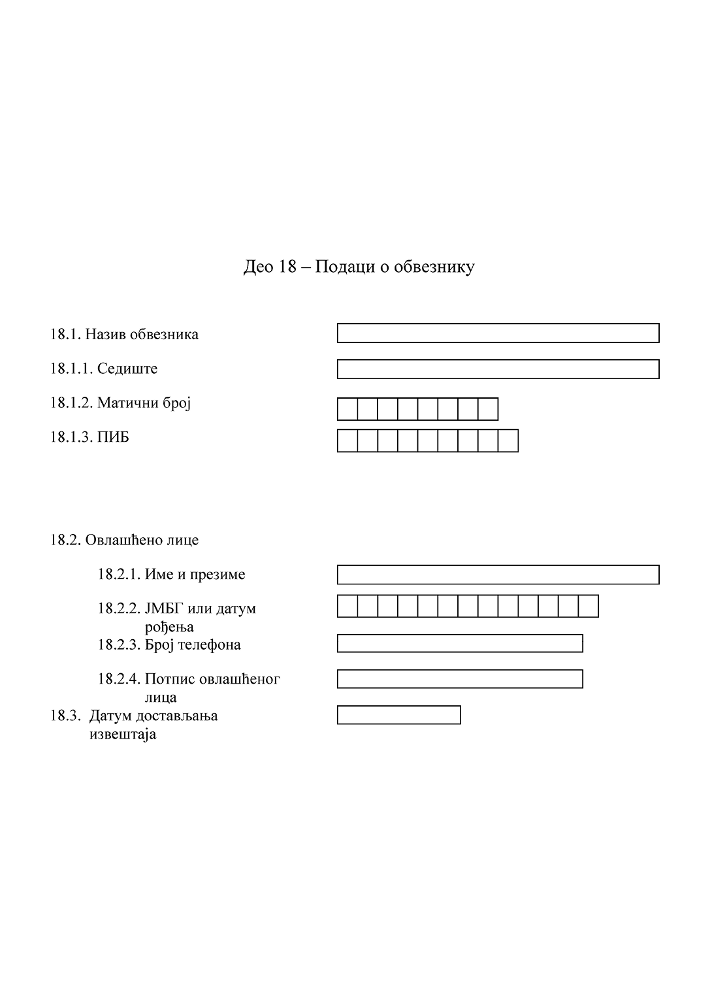 Део 18 – Подаци о обвезнику
18.1. Назив обвезника
18.1.1. Седиште
18.1.2. Матични број
18.1.3. ПИБ
18.2. Овлашћено лице
18.2.1. Име и презиме
18.2.2. ЈМБГ или датум
рођења
18.2.3. Број телефона
18.2.4. Потпис овлашћеног
лица
18.3. Датум достављања
извештаја